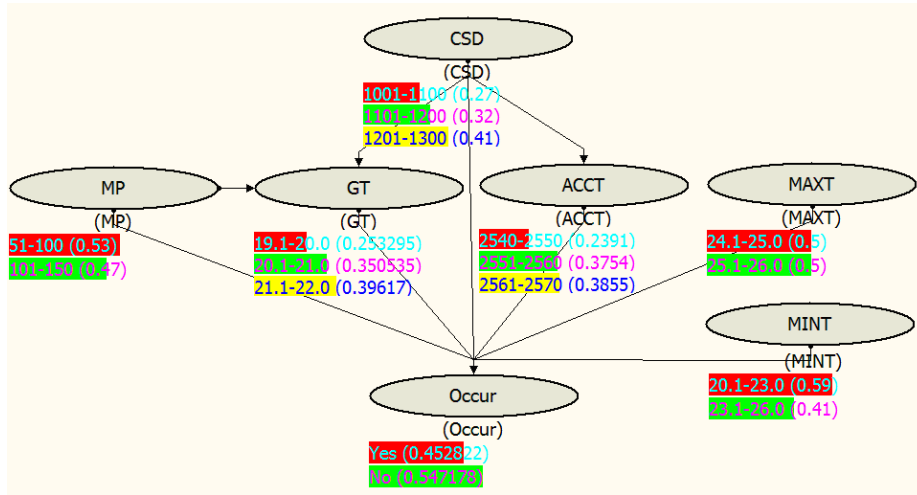 CSD
(CSD)
1001-1100 (0.27)
1101-1200 (0.32)
1201-1300 (0.41)
MP
(MP)
51-100 (0.53)
101-150 (0.47)
GT
(GT)
19.1-20.0 (0.253295)
20.1-21.0 (0.350535)
21.1-22.0 (0.39617)
ACCT
(ACCT)
2540-2550 (0.2391)
2551-2560 (0.3754)
2561-2570 (0.3855)
MAXT
(MAXT)
24.1-25.0 (0.5)
25.1-26.0 (0.5)
MINT
(MINT)
20.1-23.0 (0.59)
23.1-26.0 (0.41)
Occur
(Occur)
Yes (0.452822)
No (0.547178)